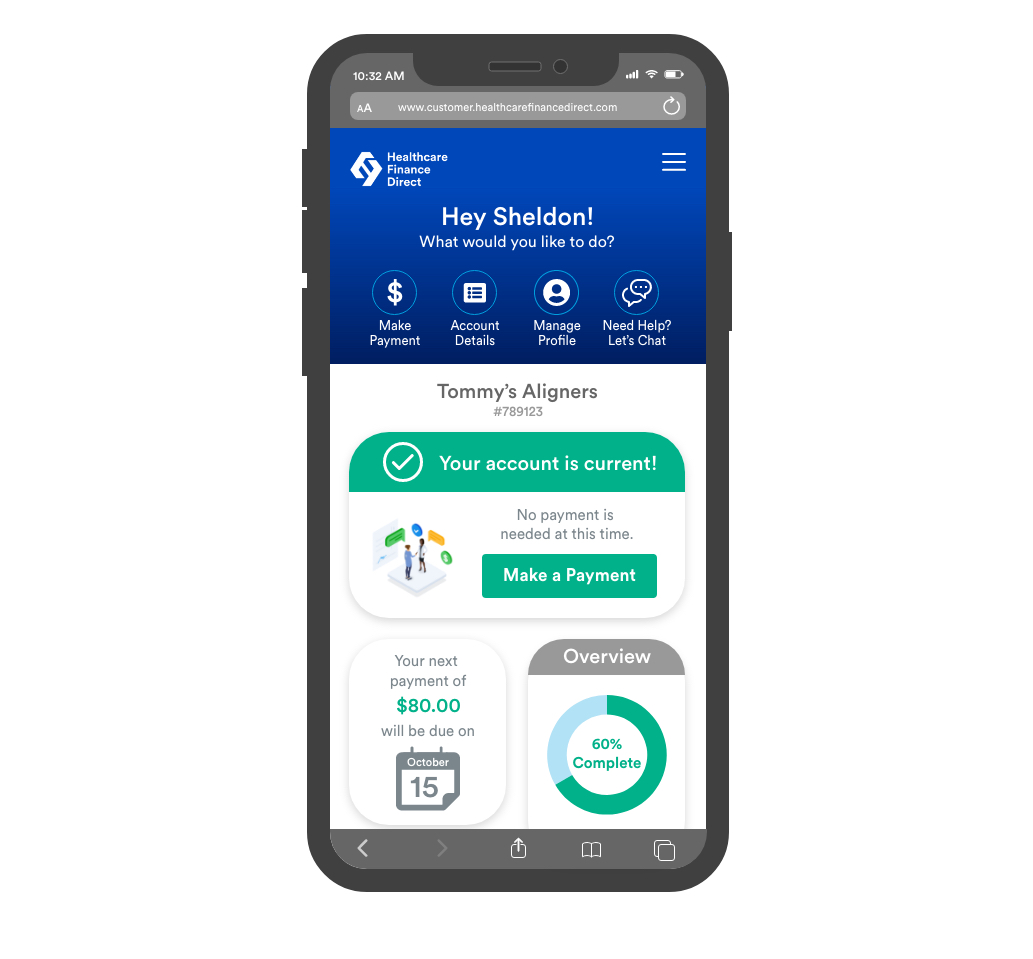 10:32 AM
AA www.customer.healthcarefinancedirect.com
Healthcare
Finance
Direct
Hey Sheldon!
What would you like to do?
Make
Payment
Account
Details
Manage
Profile
Need Help?
Let's Chat
Tommy's Aligners
#789123
Your account is current!
No payment is
needed at this time.
Make a Payment
Your next
payment of
$80.00
will be due on
October
15
Overview
60%
Complete